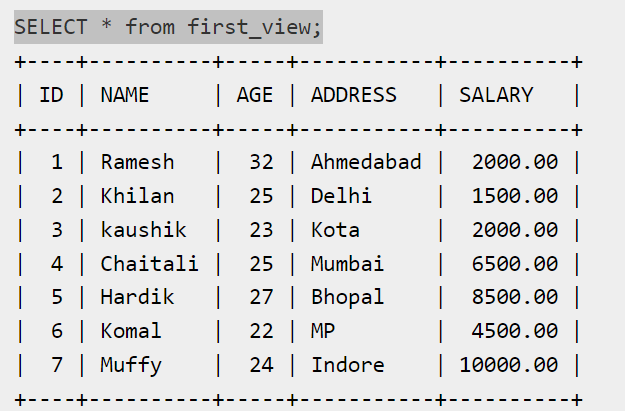 SELECT * from first_view;
+----+----------+-----+-----------+----------+
| ID | NAME     | AGE | ADDRESS   | SALARY   |
+----+----------+-----+-----------+----------+
|  1 | Ramesh   |  32 | Ahmedabad |  2000.00 |
|  2 | Khilan   |  25 | Delhi     |  1500.00 |
|  3 | kaushik  |  23 | Kota      |  2000.00 |
|  4 | Chaitali |  25 | Mumbai    |  6500.00 |
|  5 | Hardik   |  27 | Bhopal    |  8500.00 |
|  6 | Komal    |  22 | MP        |  4500.00 |
|  7 | Muffy    |  24 | Indore    | 10000.00 |
+----+----------+-----+-----------+----------+